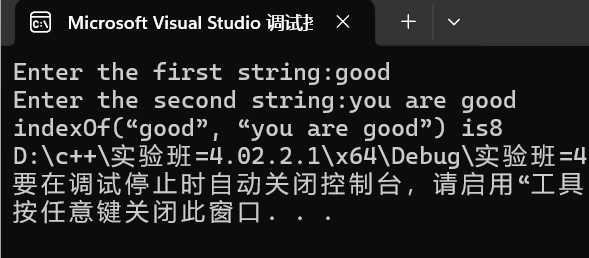 Microsoft Visual Studio 调试
Enter the first string:good
Enter the second string:you are good
indexOf(“good”, “you are good”) is8
D:\c++\实验班=4.02.2.1\x64\Debug\实验班=4
要在调试停止时自动关闭控制台，请启用“工具
按任意键关闭此窗口. . .